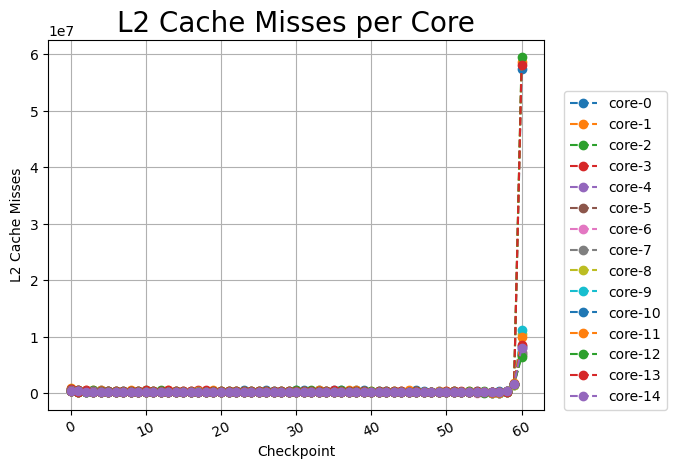 L2 Cache Misses per Core
1e7
6
5
4
3
2
1
0
L2 Cache Misses
0
10
20
30
40
50
60
Checkpoint
core-0
core-1
core-2
core-3
core-4
core-5
core-6
core-7
core-8
core-9
core-10
core-11
core-12
core-13
core-14